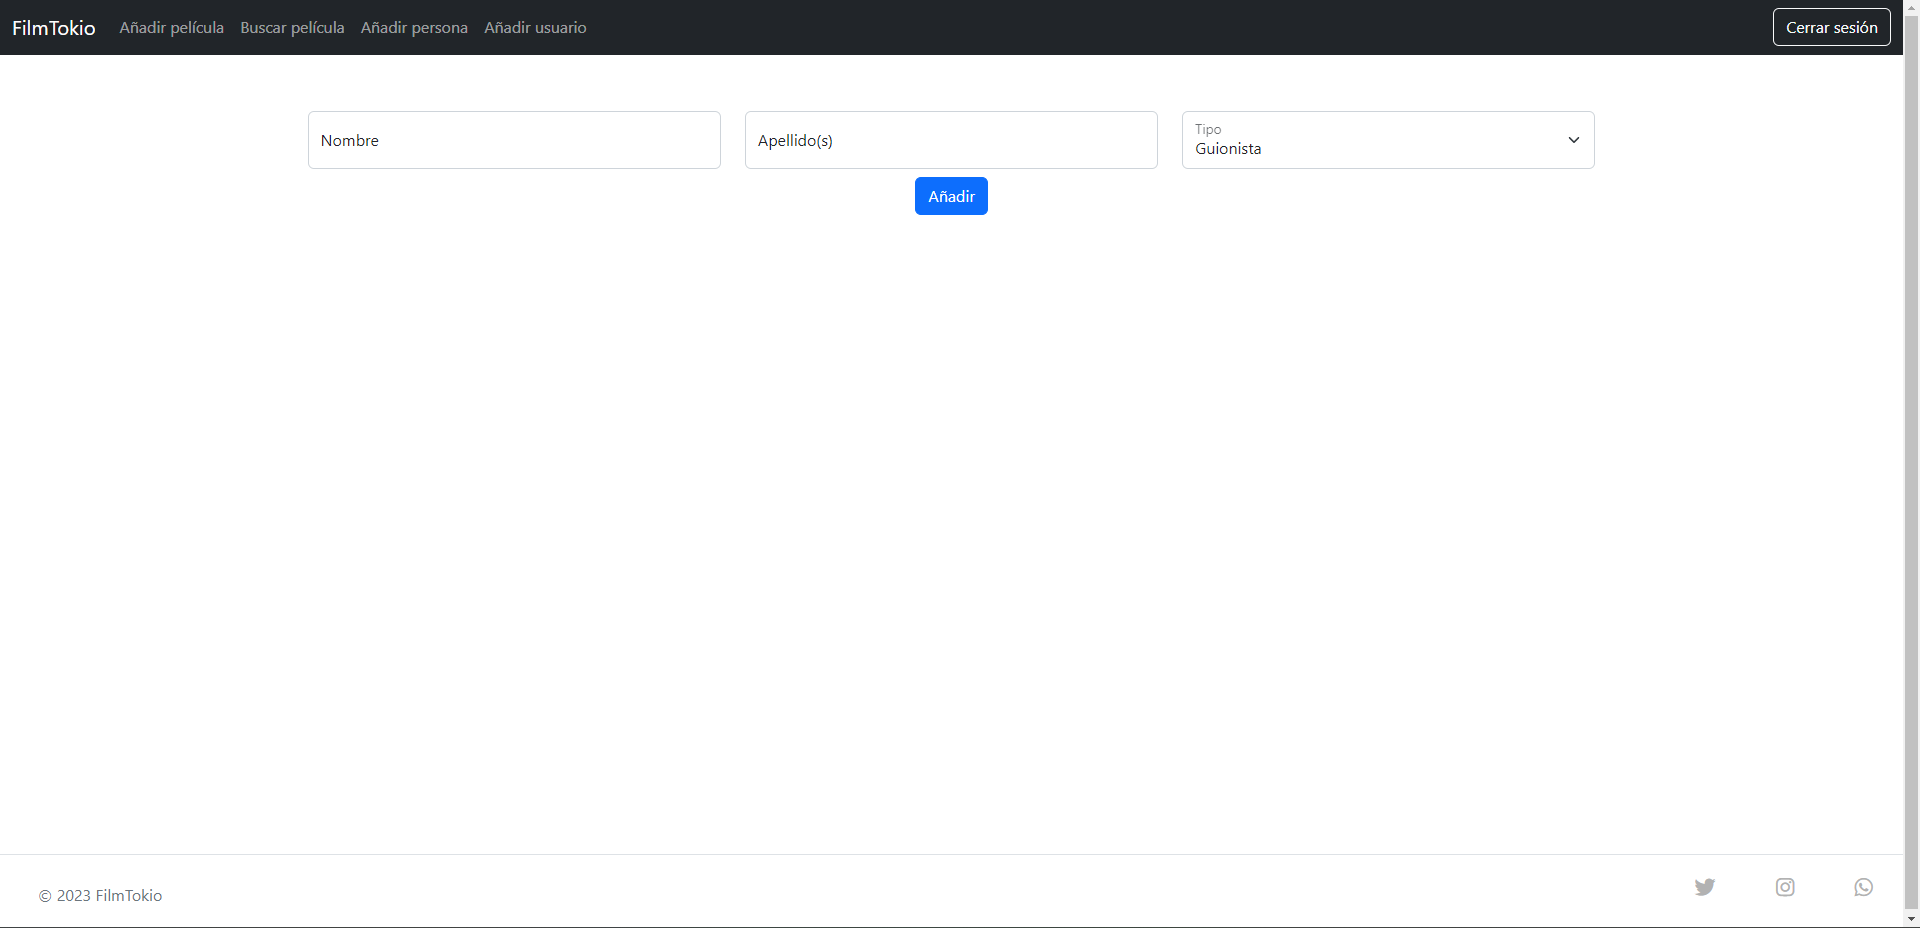 FilmTokio Añadir película Buscar película Añadir persona Añadir usuario Cerrar sesión
Nombre
Apellido(s)
Tipo
Guionista
Añadir
© 2023 FilmTokio